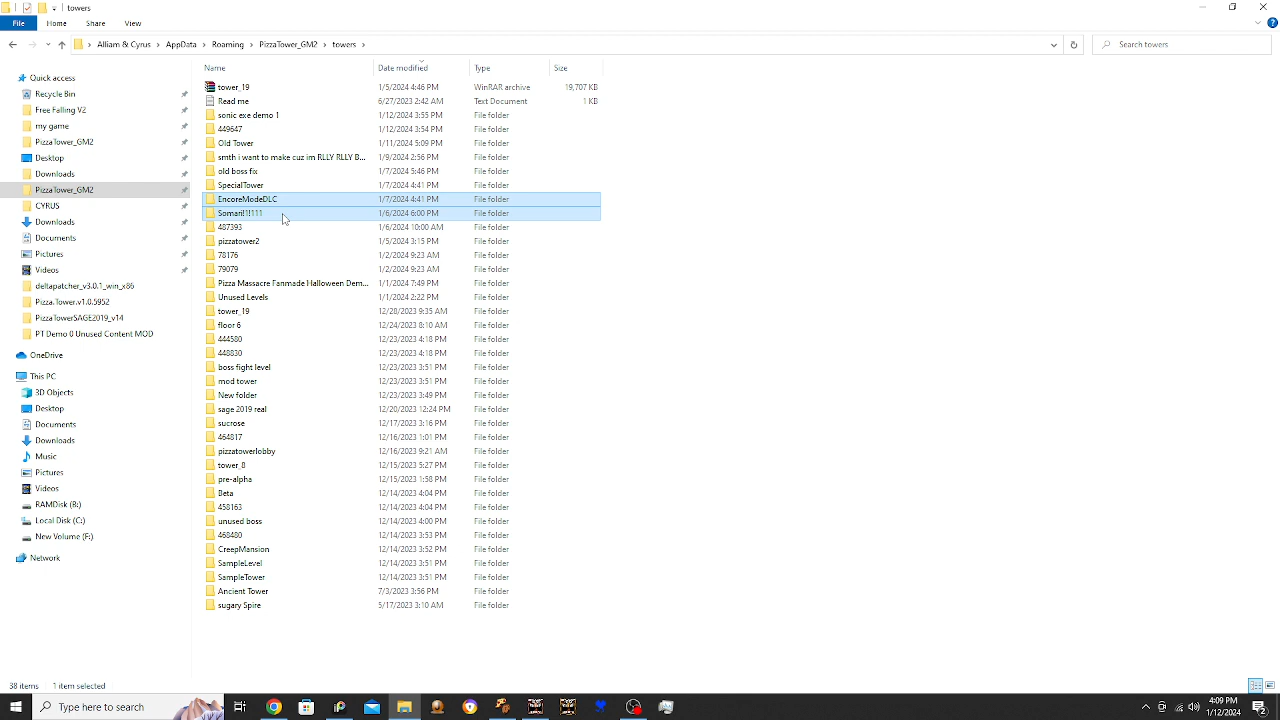 towers
File Home Share View
Alliam & Cyrus > AppData > Roaming > PizzaTower_GM2 > towers >
Search towers
Name Date modified Type Size
Quick access
Recycle Bin
Free Falling V2
my game
PizzaTower_GM2
Desktop
Downloads
PizzaTower_GM2
CYRUS
Downloads
Documents
Pictures
Videos
deltapatcher_v3.0.1_win_x86
Pizza.Tower.v1.0.5952
PizzaTowerSAGE2019_v14
PT Demo 0 Unused Content MOD
OneDrive
This PC
3D Objects
Desktop
Documents
Downloads
Music
Pictures
Videos
RAMDisk (B:)
Local Disk (C:)
New Volume (F:)
Network
tower_19 1/5/2024 4:46 PM WinRAR archive 19,707 KB
Read me 6/27/2023 2:42 AM Text Document 1 KB
sonic exe demo 1 1/12/2024 3:55 PM File folder
449647 1/12/2024 3:54 PM File folder
Old Tower 1/11/2024 5:09 PM File folder
smth i want to make cuz im RLLY RLLY B... 1/9/2024 2:56 PM File folder
old boss fix 1/7/2024 5:46 PM File folder
SpecialTower 1/7/2024 4:41 PM File folder
EncoreModeDLC 1/7/2024 4:41 PM File folder
Somari!1!111 1/6/2024 6:00 PM File folder
487393 1/6/2024 10:00 AM File folder
pizzatower2 1/5/2024 3:15 PM File folder
78176 1/2/2024 9:23 AM File folder
79079 1/2/2024 9:23 AM File folder
Pizza Massacre Fanmade Halloween Dem... 1/1/2024 7:49 PM File folder
Unused Levels 1/1/2024 2:22 PM File folder
tower_19 12/28/2023 9:35 AM File folder
floor 6 12/24/2023 8:10 AM File folder
444580 12/23/2023 4:18 PM File folder
448830 12/23/2023 4:18 PM File folder
boss fight level 12/23/2023 3:51 PM File folder
mod tower 12/23/2023 3:51 PM File folder
New folder 12/23/2023 3:49 PM File folder
sage 2019 real 12/20/2023 12:24 PM File folder
sucrose 12/17/2023 3:16 PM File folder
464817 12/16/2023 1:01 PM File folder
pizzatowerlobby 12/16/2023 9:21 AM File folder
tower_8 12/15/2023 5:27 PM File folder
pre-alpha 12/15/2023 1:58 PM File folder
Beta 12/14/2023 4:04 PM File folder
458163 12/14/2023 4:04 PM File folder
unused boss 12/14/2023 4:00 PM File folder
468480 12/14/2023 3:53 PM File folder
CreepMansion 12/14/2023 3:52 PM File folder
SampleLevel 12/14/2023 3:51 PM File folder
SampleTower 12/14/2023 3:51 PM File folder
Ancient Tower 7/3/2023 3:56 PM File folder
sugary Spire 5/17/2023 3:10 AM File folder
38 items 1 item selected
Type here to search
4:09 PM
1/12/2024